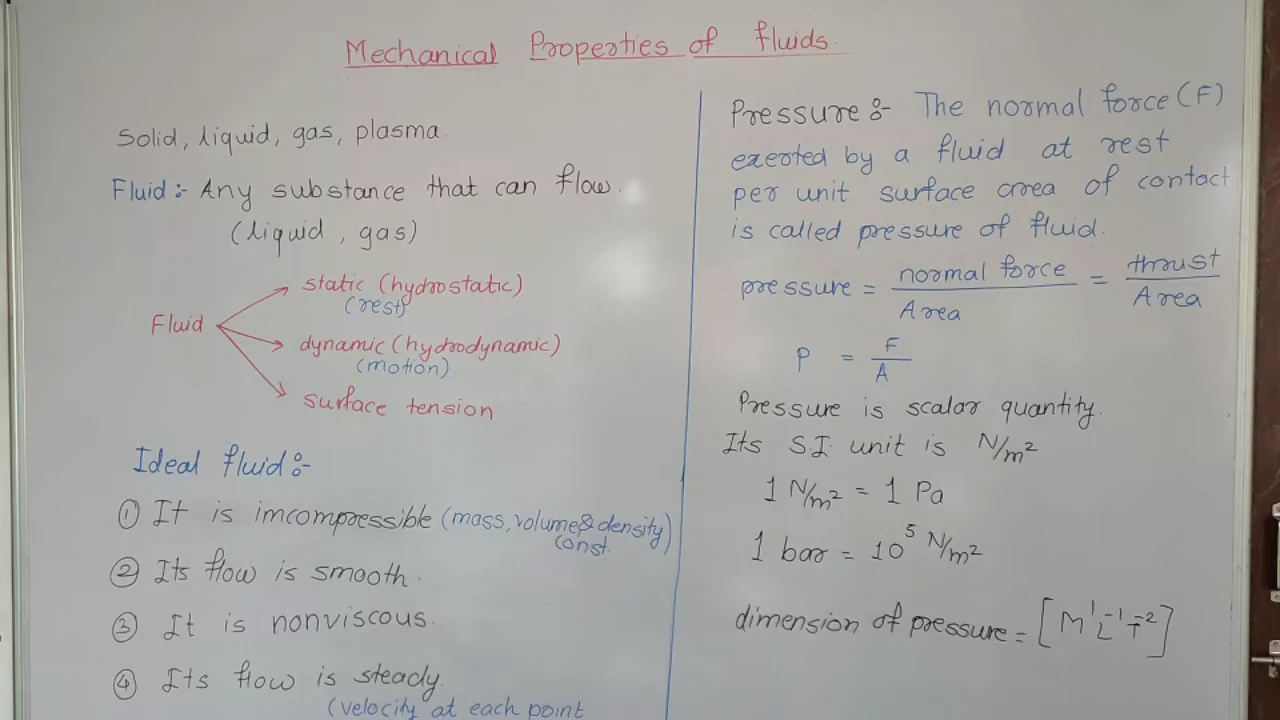 Mechanical Properties of fluids.
Solid, liquid, gas, plasma.
Fluid :- Any substance that can flow.
(liquid, gas)
Fluid
static (hydrostatic)
(rest)
dynamic (hydrodynamic)
(motion)
surface tension
Ideal fluid :-
① It is imcompressible (mass, volume & density)
const.
② Its flow is smooth.
③ It is nonviscous.
④ Its flow is steady.
(velocity at each point
Pressure :- The normal force (F)
exerted by a fluid at rest
per unit surface area of contact
is called pressure of fluid.
pressure = normal force / Area = thrust / Area
P = F / A
Pressure is scalar quantity.
Its S.I. unit is N/m²
1 N/m² = 1 Pa
1 bar = 10⁵ N/m²
dimension of pressure = [M¹L⁻¹T⁻²]